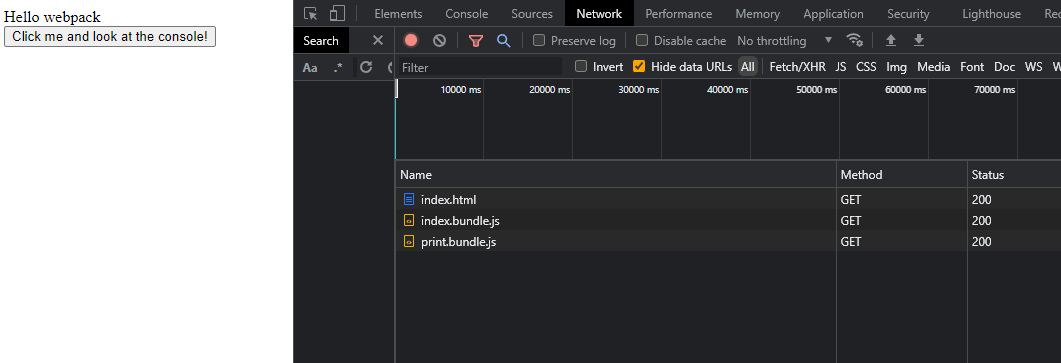 Hello webpack
Click me and look at the console!
Elements Console Sources Network Performance Memory Application Security Lighthouse
Search
Preserve log Disable cache No throttling
Aa .*
Filter Invert Hide data URLs All Fetch/XHR JS CSS Img Media Font Doc WS
10000 ms 20000 ms 30000 ms 40000 ms 50000 ms 60000 ms 70000 ms
Name Method Status
index.html GET 200
index.bundle.js GET 200
print.bundle.js GET 200